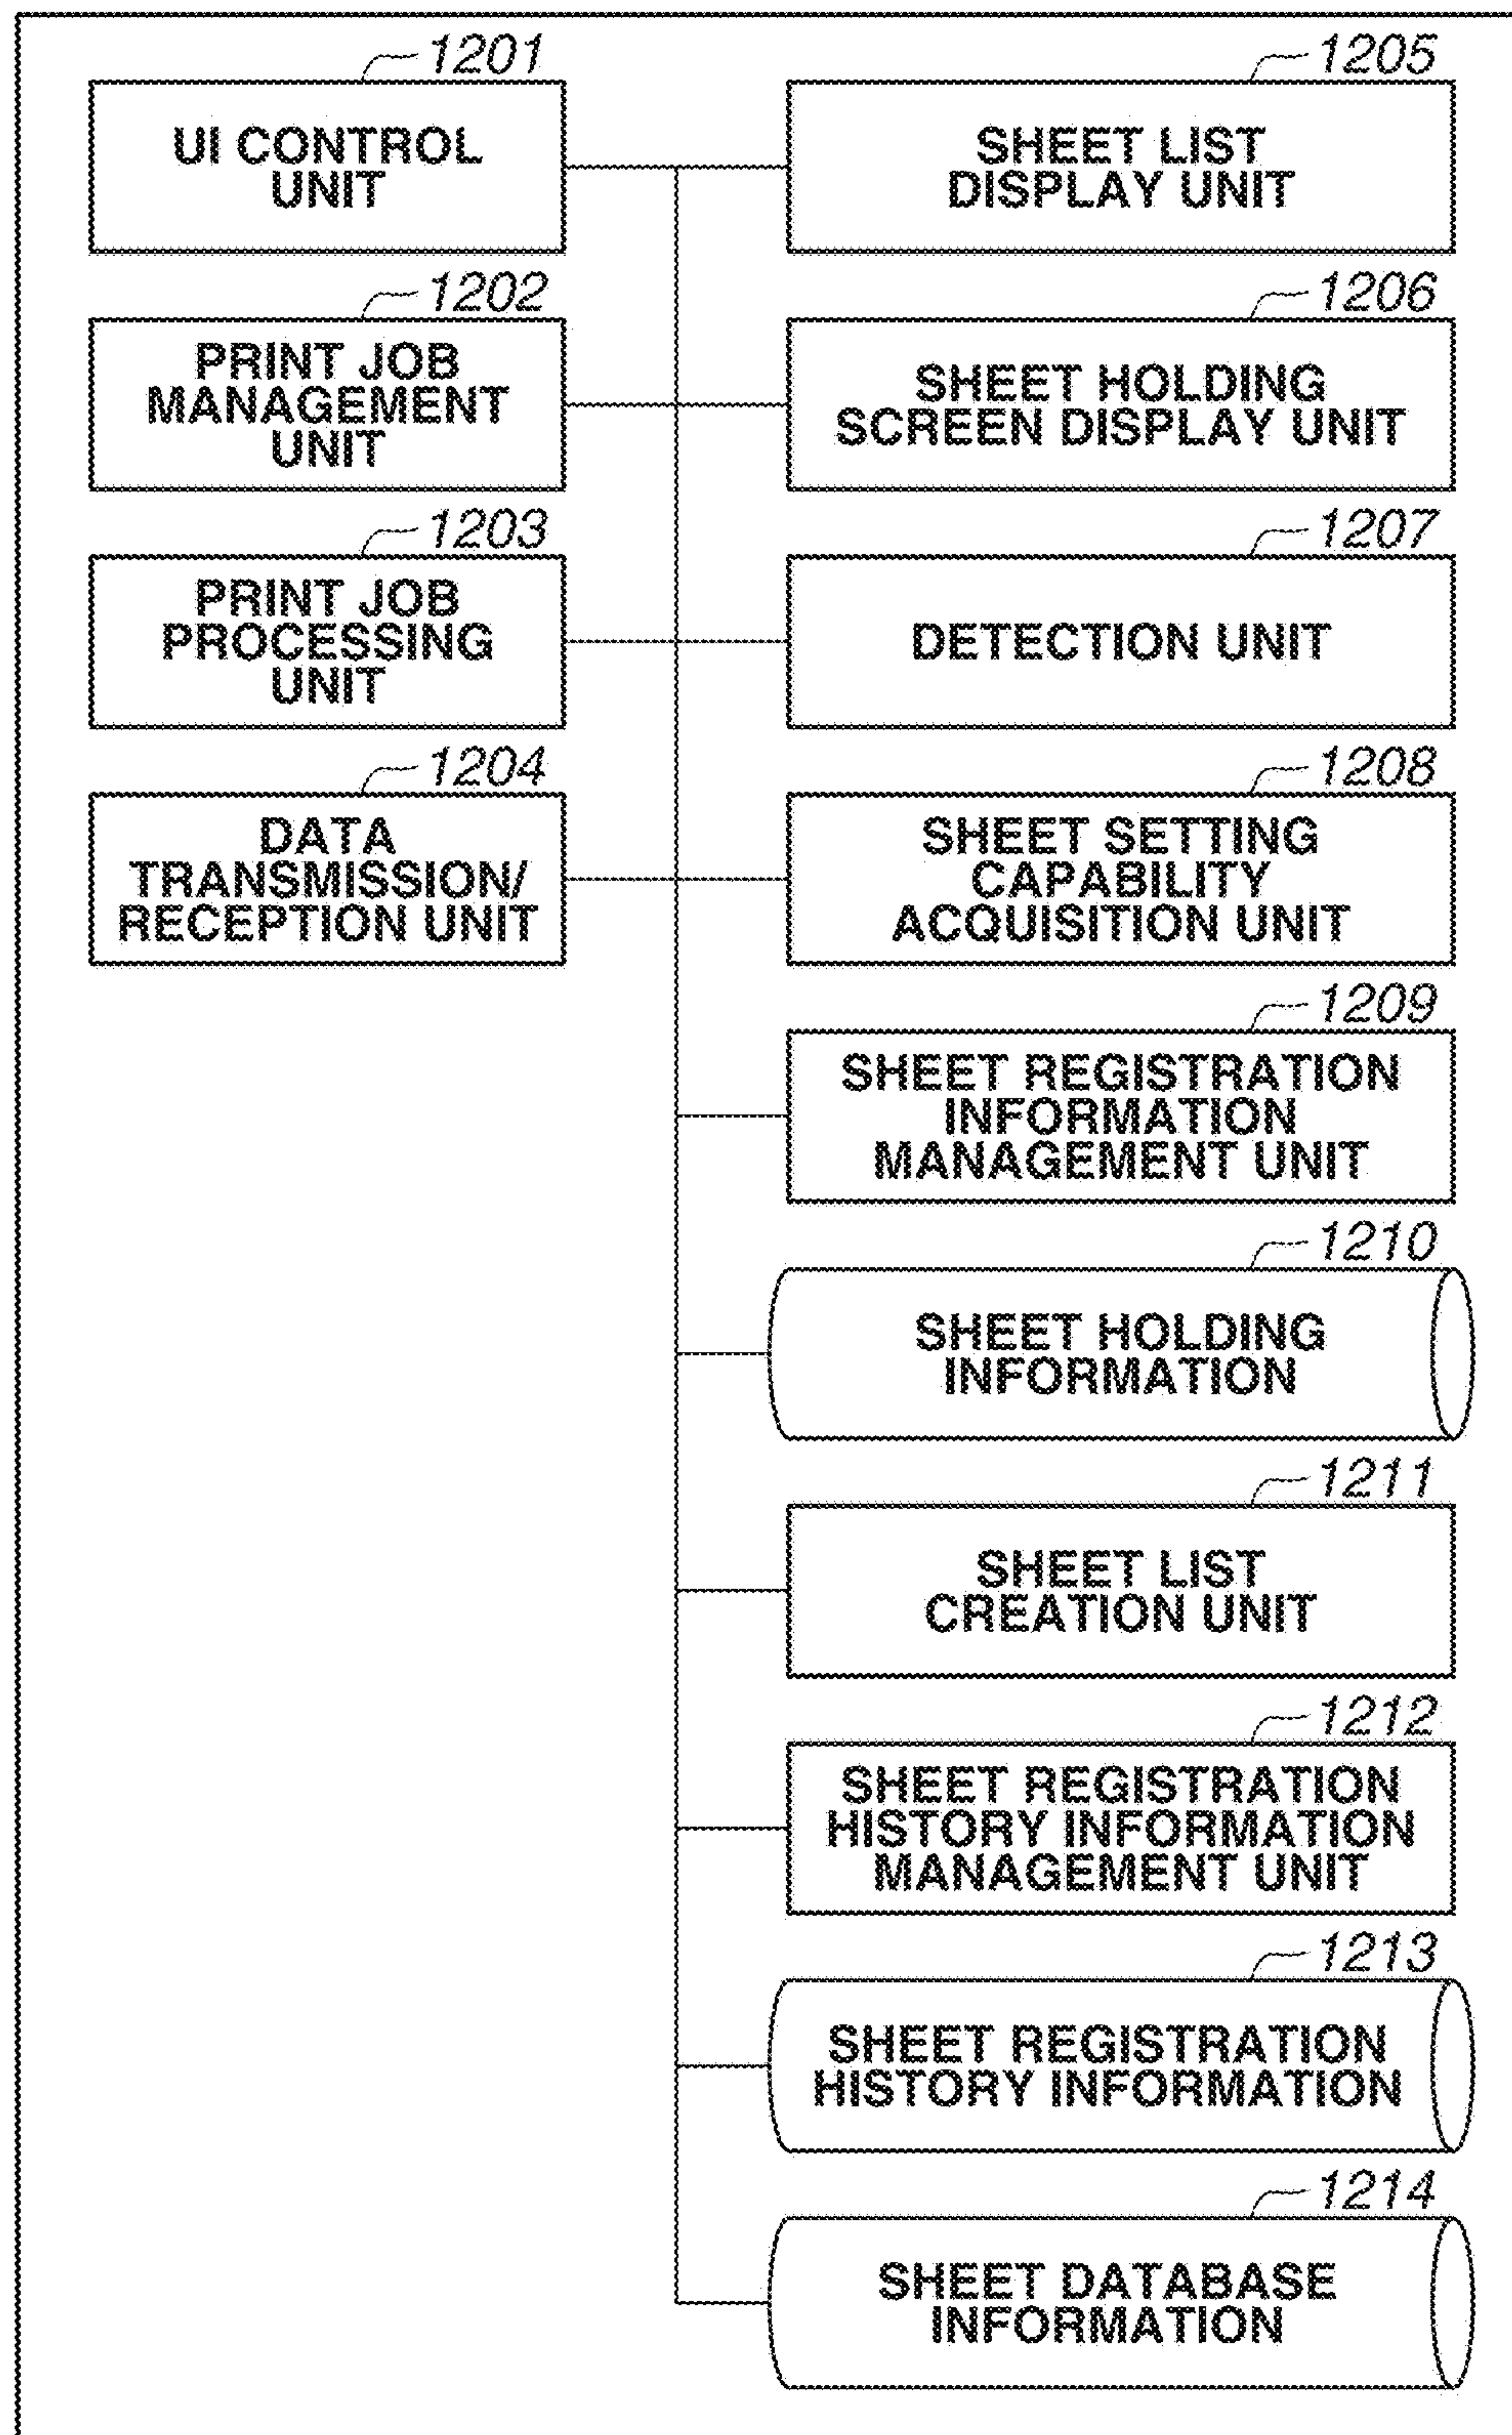 1201
UI CONTROL
UNIT
1202
PRINT JOB
MANAGEMENT
UNIT
1203
PRINT JOB
PROCESSING
UNIT
1204
DATA
TRANSMISSION/
RECEPTION UNIT
1205
SHEET LIST
DISPLAY UNIT
1206
SHEET HOLDING
SCREEN DISPLAY UNIT
1207
DETECTION UNIT
1208
SHEET SETTING
CAPABILITY
ACQUISITION UNIT
1209
SHEET REGISTRATION
INFORMATION
MANAGEMENT UNIT
1210
SHEET HOLDING
INFORMATION
1211
SHEET LIST
CREATION UNIT
1212
SHEET REGISTRATION
HISTORY INFORMATION
MANAGEMENT UNIT
1213
SHEET REGISTRATION
HISTORY INFORMATION
1214
SHEET DATABASE
INFORMATION